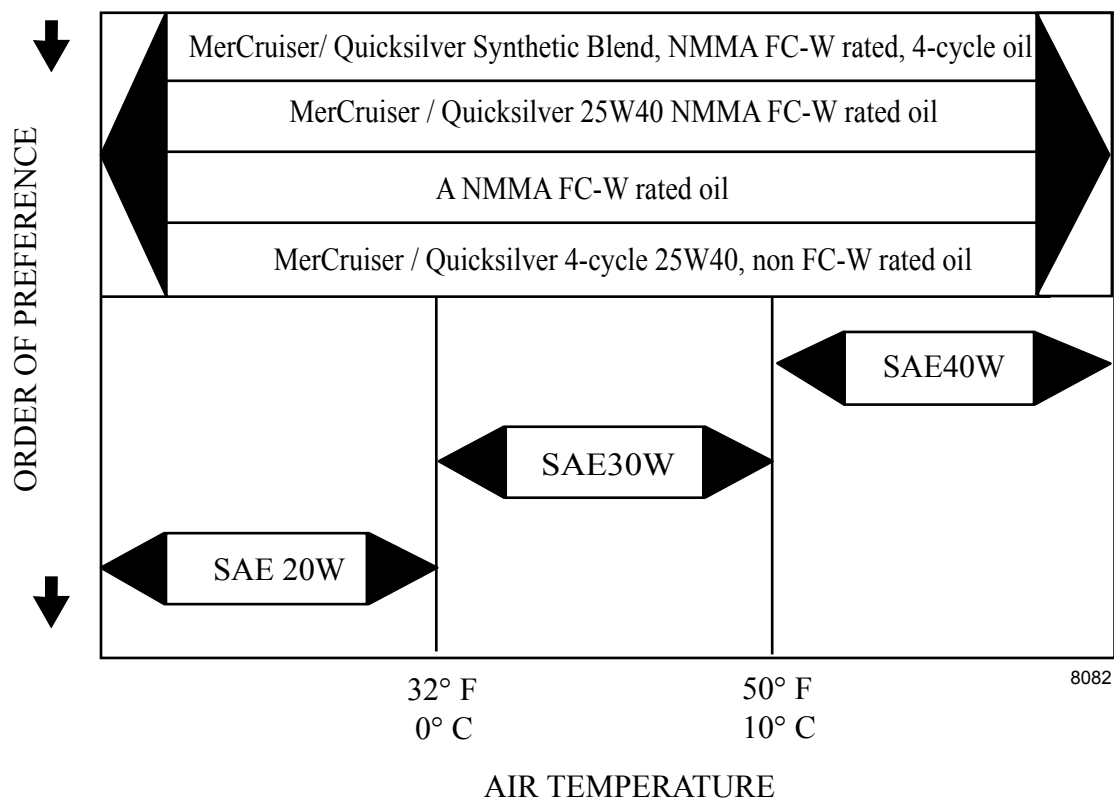 MerCruiser/ Quicksilver Synthetic Blend, NMMA FC-W rated, 4-cycle oil
MerCruiser / Quicksilver 25W40 NMMA FC-W rated oil
A NMMA FC-W rated oil
MerCruiser / Quicksilver 4-cycle 25W40, non FC-W rated oil
ORDER OF PREFERENCE
SAE40W
SAE30W
SAE 20W
32° F
0° C
50° F
10° C
8082
AIR TEMPERATURE